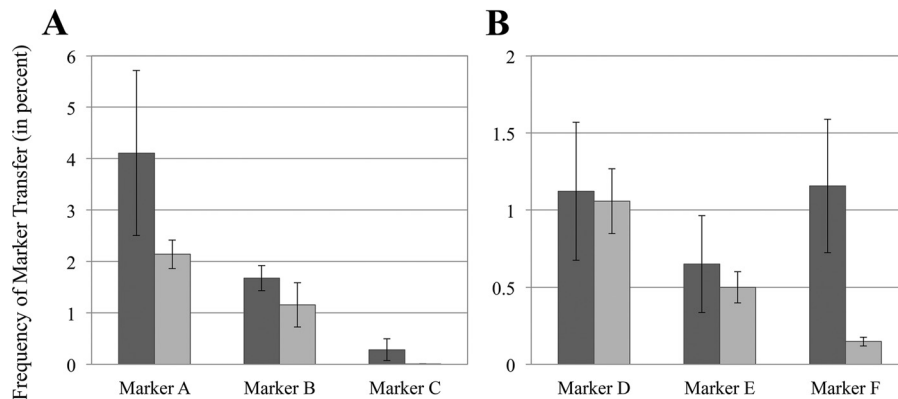 A
B
Frequency of Marker Transfer (in percent)
6
5
4
3
2
1
0
Marker A
Marker B
Marker C
2
1.5
1
0.5
0
Marker D
Marker E
Marker F